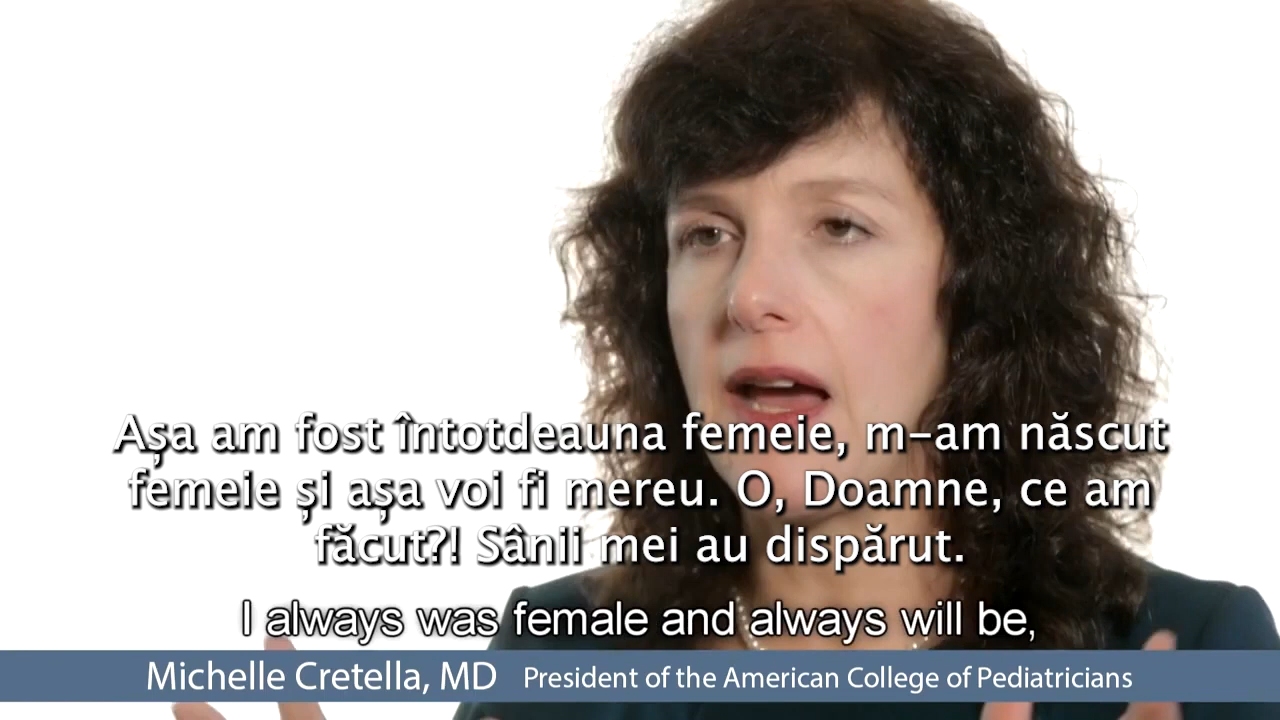 Așa am fost întotdeauna femeie, m-am născut
femeie și așa voi fi mereu. O, Doamne, ce am
făcut?! Sânii mei au dispărut.
I always was female and always will be,
Michelle Cretella, MD President of the American College of Pediatricians